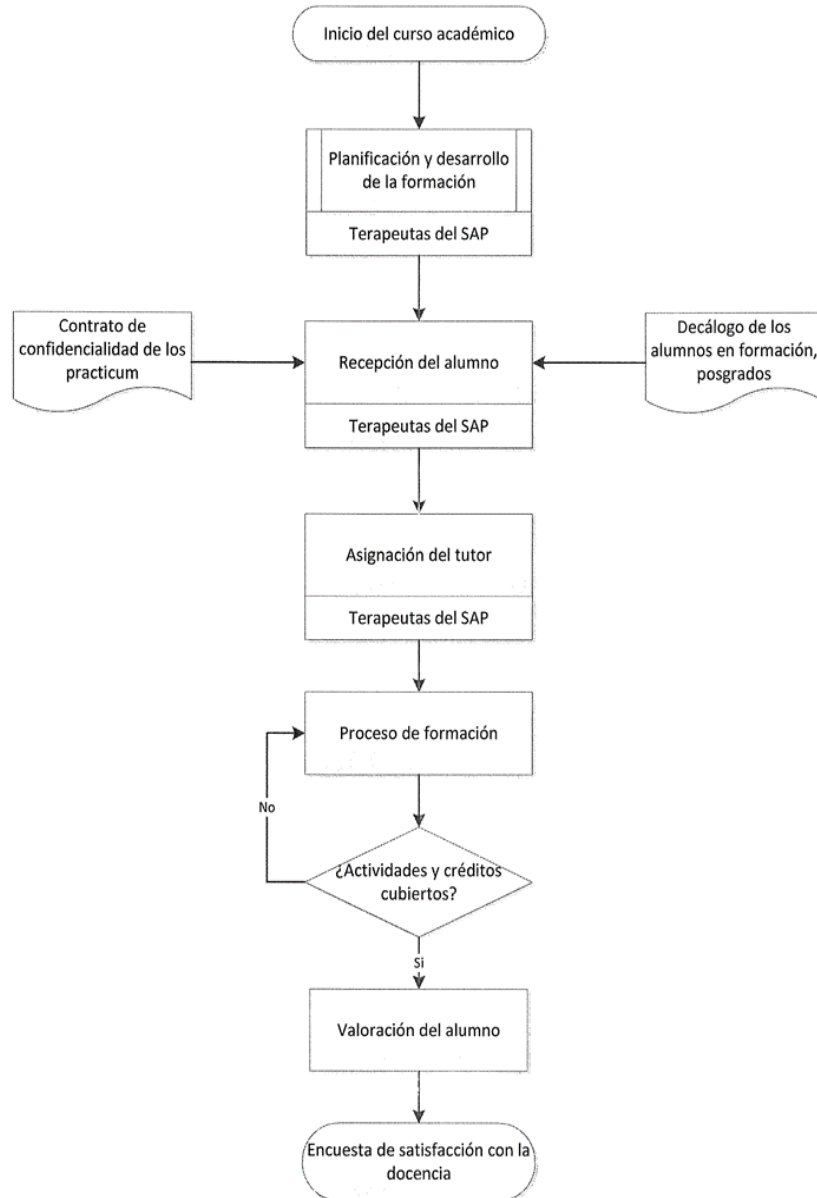 Inicio del curso académico
Planificación y desarrollo
de la formación
Terapeutas del SAP
Contrato de
confidencialidad de los
practicum
Recepción del alumno
Terapeutas del SAP
Decálogo de los
alumnos en formación,
posgrados
Asignación del tutor
Terapeutas del SAP
Proceso de formación
No
¿Actividades y créditos
cubiertos?
Si
Valoración del alumno
Encuesta de satisfacción con la
docencia